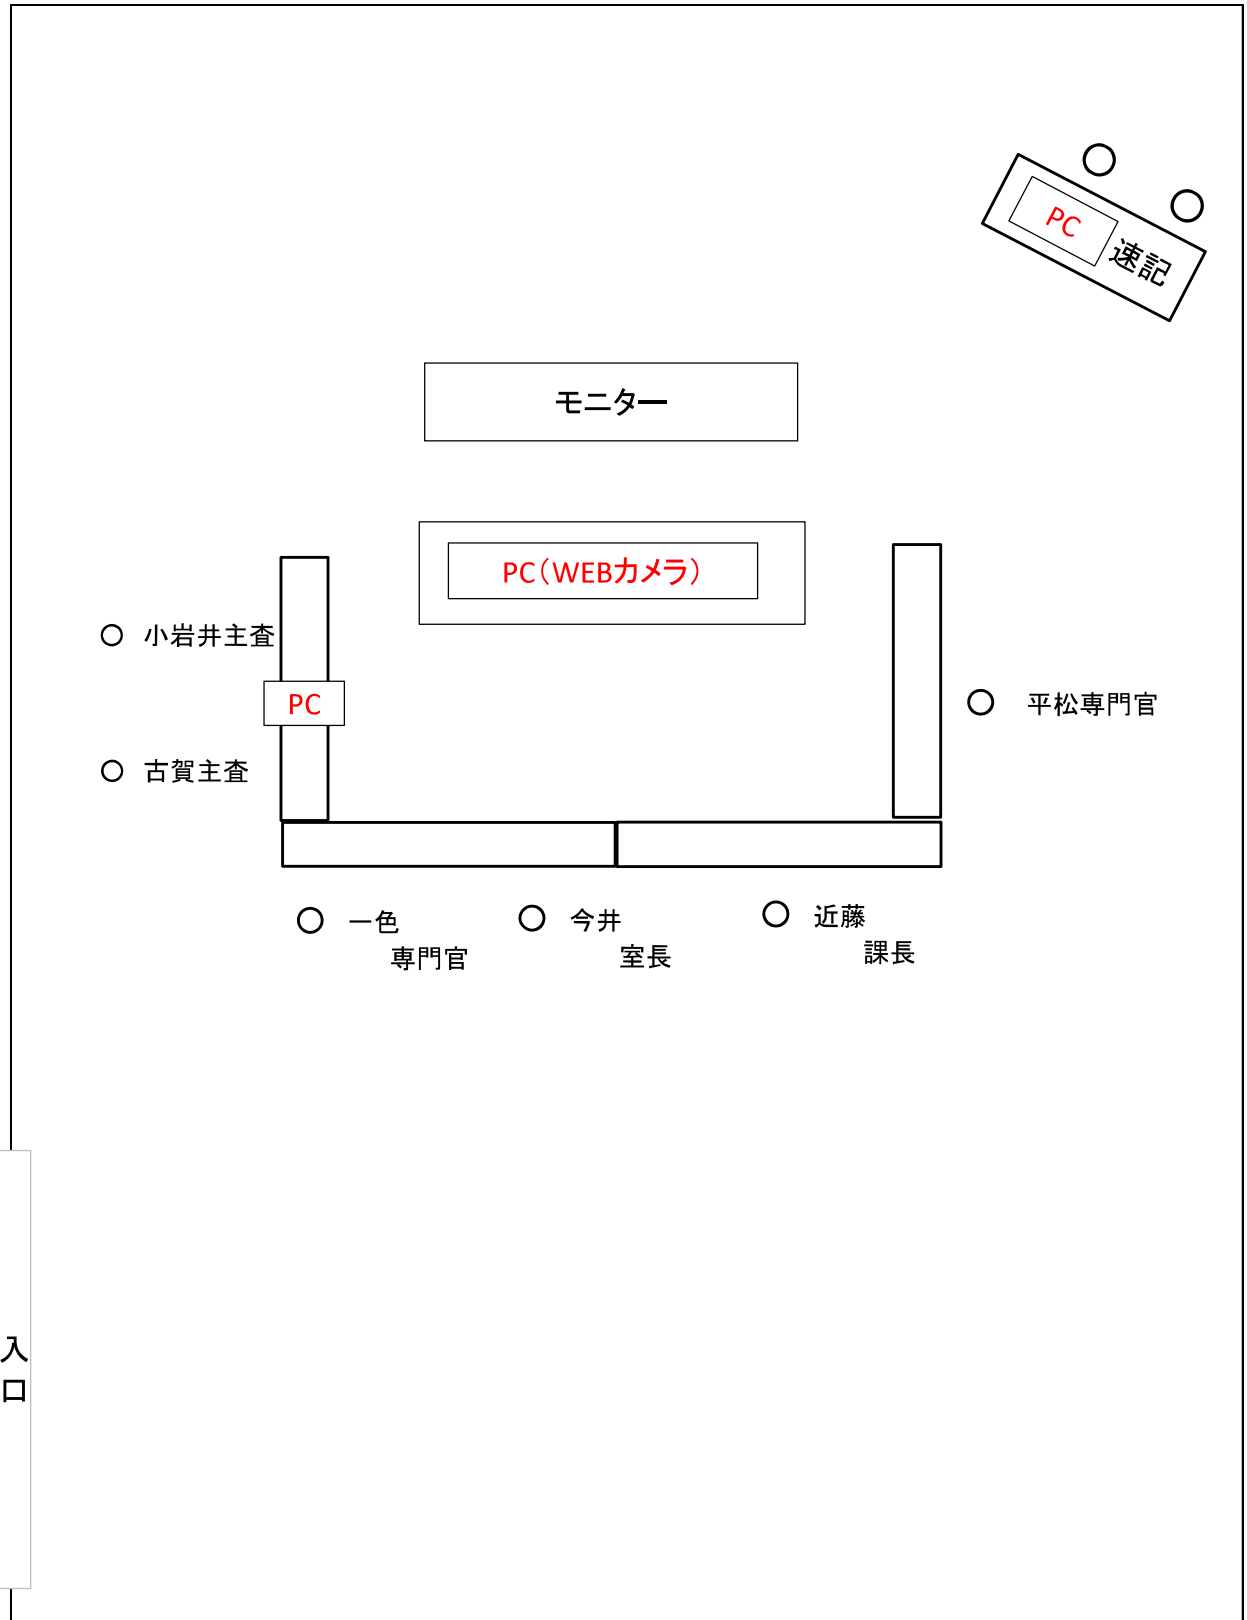 PC
速記
モニター
PC(WEBカメラ)
小岩井主査
PC
平松専門官
古賀主査
一色
専門官
今井
室長
近藤
課長
入
口